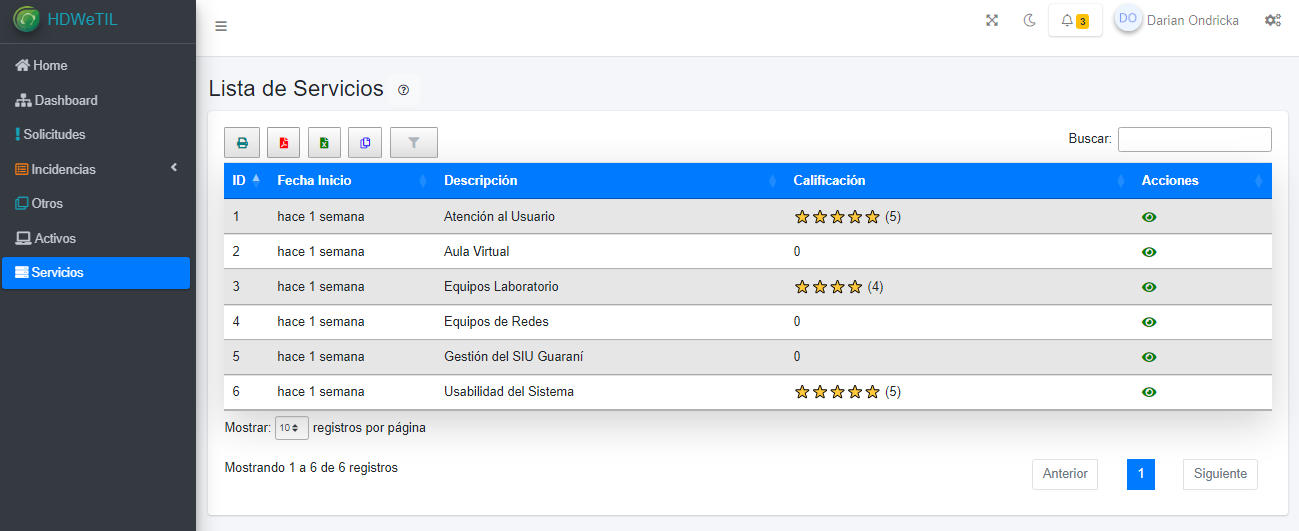 HDWeTIL
3
DO
Darian Ondricka
Home
Dashboard
Solicitudes
Incidencias
Otros
Activos
Servicios
Lista de Servicios
Buscar:
ID Fecha Inicio Descripción Calificación Acciones
1 hace 1 semana Atención al Usuario (5)
2 hace 1 semana Aula Virtual 0
3 hace 1 semana Equipos Laboratorio (4)
4 hace 1 semana Equipos de Redes 0
5 hace 1 semana Gestión del SIU Guaraní 0
6 hace 1 semana Usabilidad del Sistema (5)
Mostrar: 10 registros por página
Mostrando 1 a 6 de 6 registros
Anterior 1 Siguiente